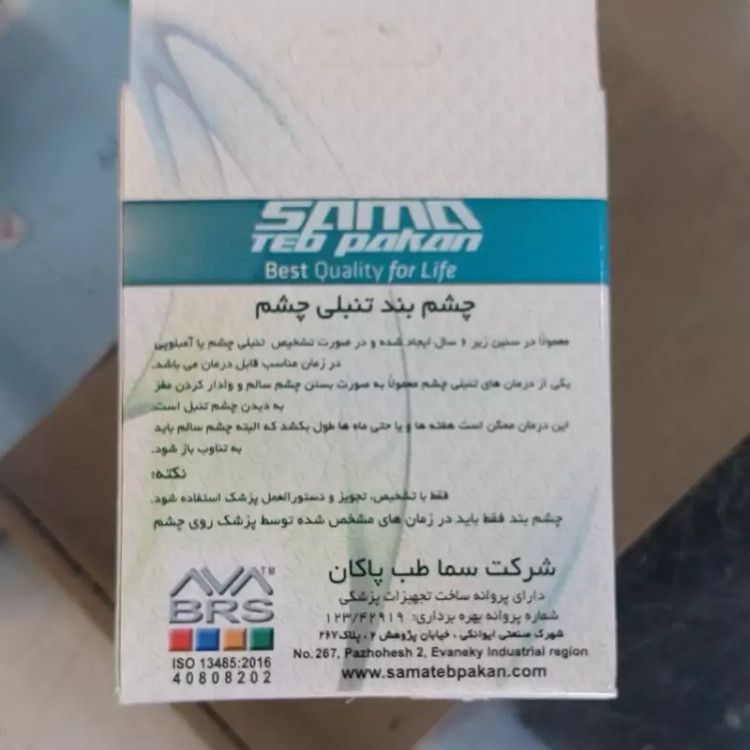 SAMA
TEB pakan
Best Quality for Life
چشم بند تنبلی چشم
معمولاً در سنین زیر ۶ سال ایجاد شده و در صورت تشخیص تنبلی چشم یا آمبلوپی
در زمان مناسب قابل درمان می باشد.
یکی از درمان های تنبلی چشم معمولاً به صورت بستن چشم سالم و وادار کردن مغز
به دیدن چشم تنبل است.
این درمان ممکن است هفته ها و یا حتی ماه ها طول بکشد که البته چشم سالم باید
به تناوب باز شود.
نکته:
فقط با تشخیص، تجویز و دستورالعمل پزشک استفاده شود.
چشم بند فقط باید در زمان های مشخص شده توسط پزشک روی چشم
شرکت سما طب پاکان
دارای پروانه ساخت تجهیزات پزشکی
شماره پروانه بهره برداری: ۱۲۳/۴۲۹۱۹
شهرک صنعتی ایوانکی ، خیابان پژوهش ۲ ، پلاک ۲۶۷
No. 267, Pazhohesh 2, Evaneky Industrial region
www.samatebpakan.com
AVA TM
BRS
ISO 13485:2016
40808202